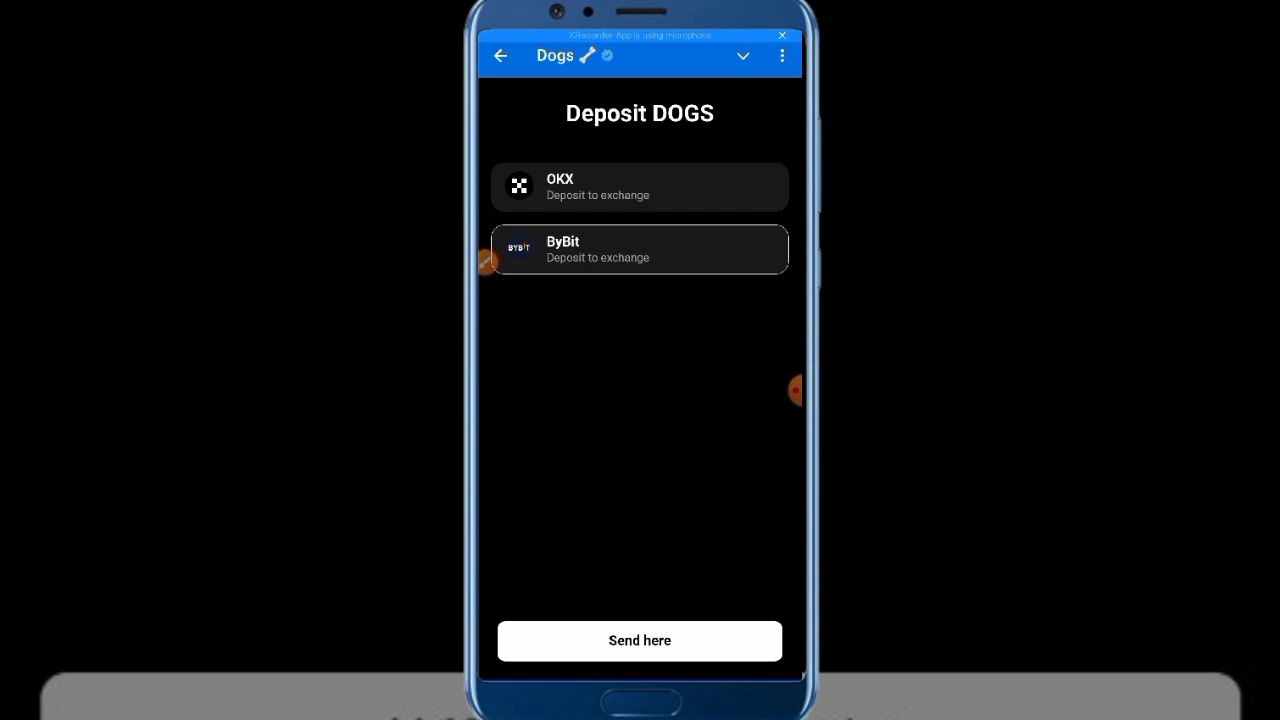 XRecorder App is using microphone
Dogs
Deposit DOGS
OKX
Deposit to exchange
BYBIT
ByBit
Deposit to exchange
Send here